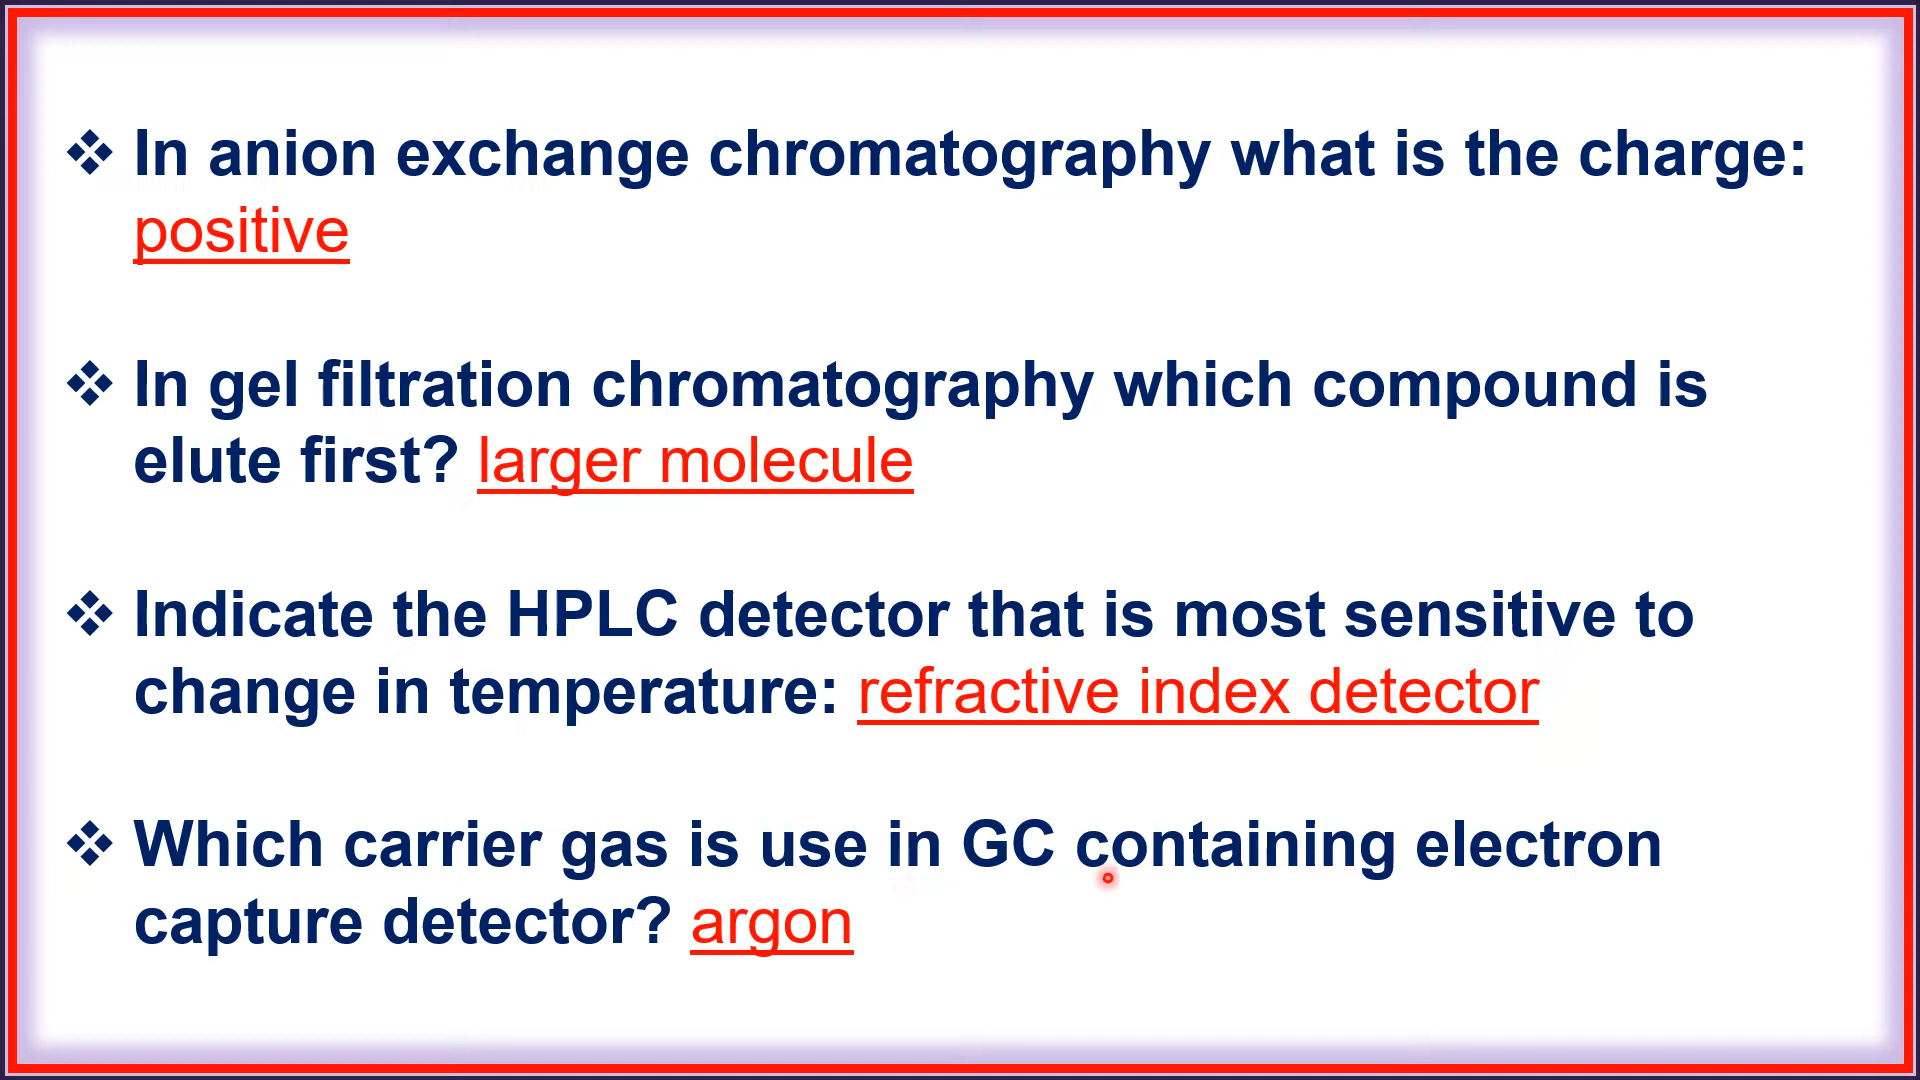 ❖ In anion exchange chromatography what is the charge:
positive
❖ In gel filtration chromatography which compound is
elute first? larger molecule
❖ Indicate the HPLC detector that is most sensitive to
change in temperature: refractive index detector
❖ Which carrier gas is use in GC containing electron
capture detector? argon